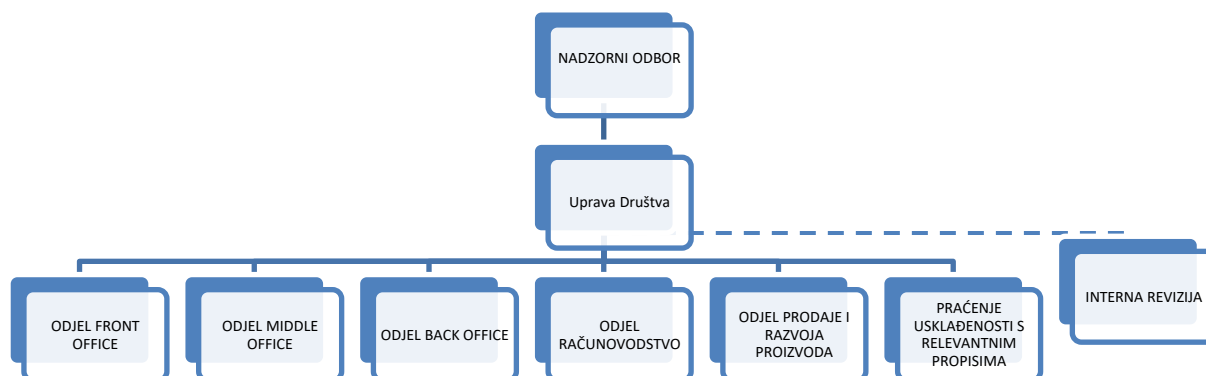 NADZORNI ODBOR
Uprava Društva
ODJEL FRONT
OFFICE
ODJEL MIDDLE
OFFICE
ODJEL BACK OFFICE
ODJEL
RAČUNOVODSTVO
ODJEL PRODAJE I
RAZVOJA
PROIZVODA
PRAĆENJE
USKLAĐENOSTI S
RELEVANTNIM
PROPISIMA
INTERNA REVIZIJA